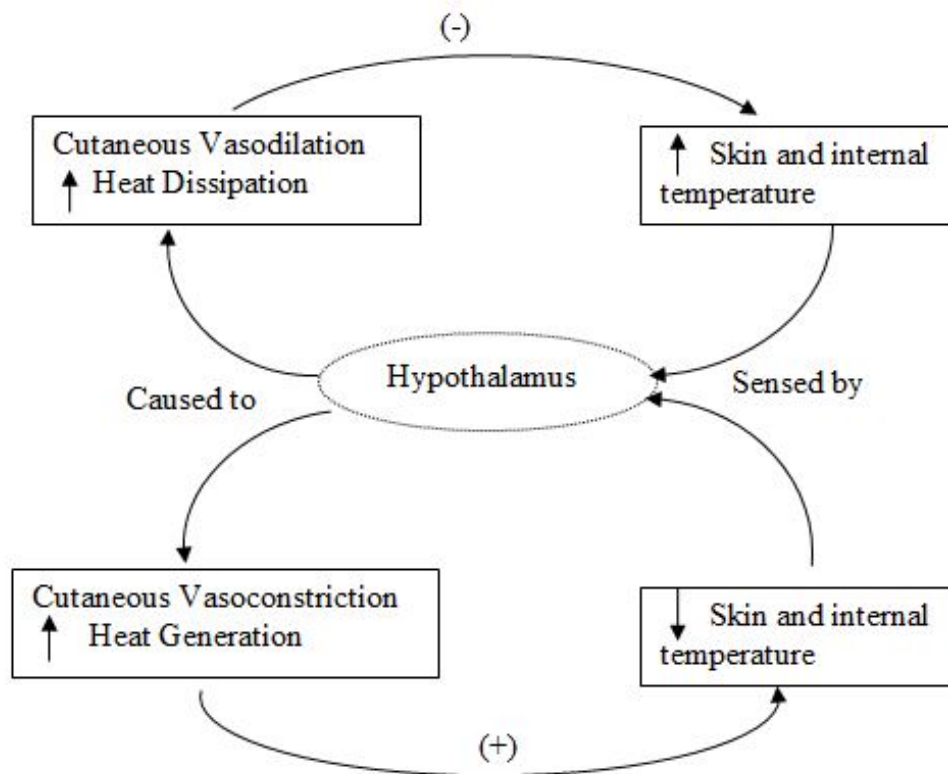 (-)
Cutaneous Vasodilation
↑ Heat Dissipation
↑ Skin and internal
temperature
Hypothalamus
Caused to
Sensed by
Cutaneous Vasoconstriction
↑ Heat Generation
↓ Skin and internal
temperature
(+)